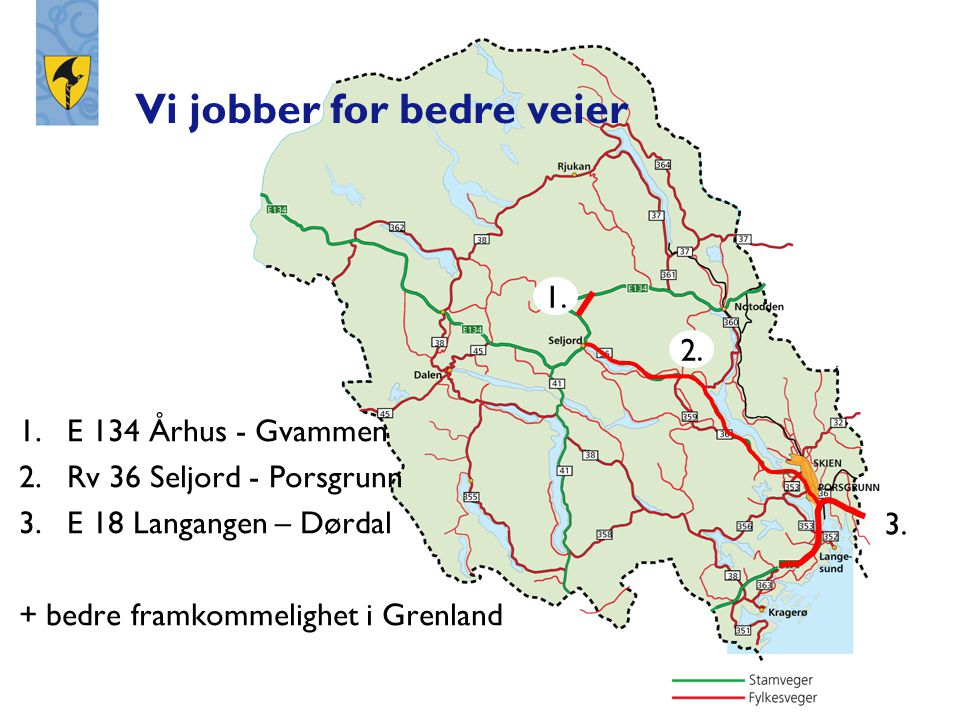 Vi jobber for bedre veier
364
Rjukan
E134
362
38
37
37
37
361
1.
E134
Notodden
360
E134
Seljord
36
2.
38
45
Dalen
41
45
359
32
1. E 134 Århus - Gvammen
36
38
SKIEN
2. Rv 36 Seljord - Porsgrunn
41
353
PORSGRUNN
355
36
3. E 18 Langangen – Dørdal
356
353
3.
358
352
Lange-
sund
38
363
+ bedre framkommelighet i Grenland
Kragerø
351
Stamveger
Fylkesveger